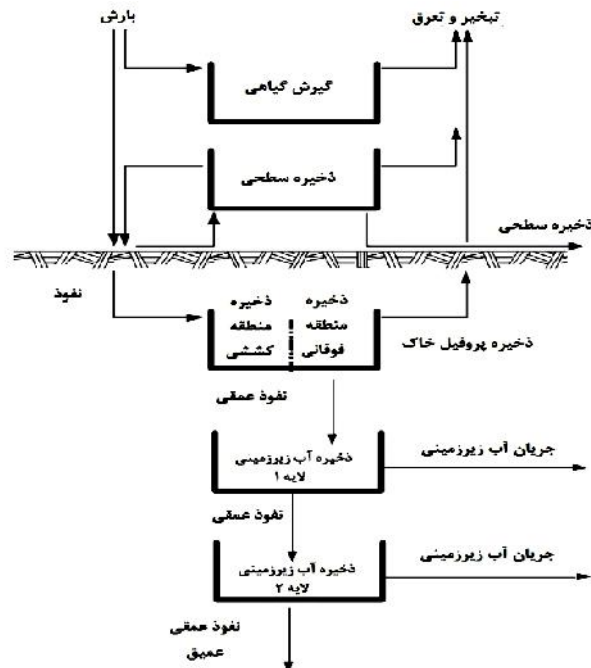 بارش
تبخیر و تعرق
گیرش گیاهی
ذخیره سطحی
ذخبره سطحی
نفوذ
ذخیره
منطقه
فوقانی
ذخیره
منطقه
کششی
ذخیره پروفیل خاک
نفوذ عمقی
ذخیره آب زیرزمینی
لایه ۱
جریان آب زیرزمینی
نفوذ عمقی
ذخیره آب زیرزمینی
لایه ۲
جریان آب زیرزمینی
نفوذ عمقی
عمیق